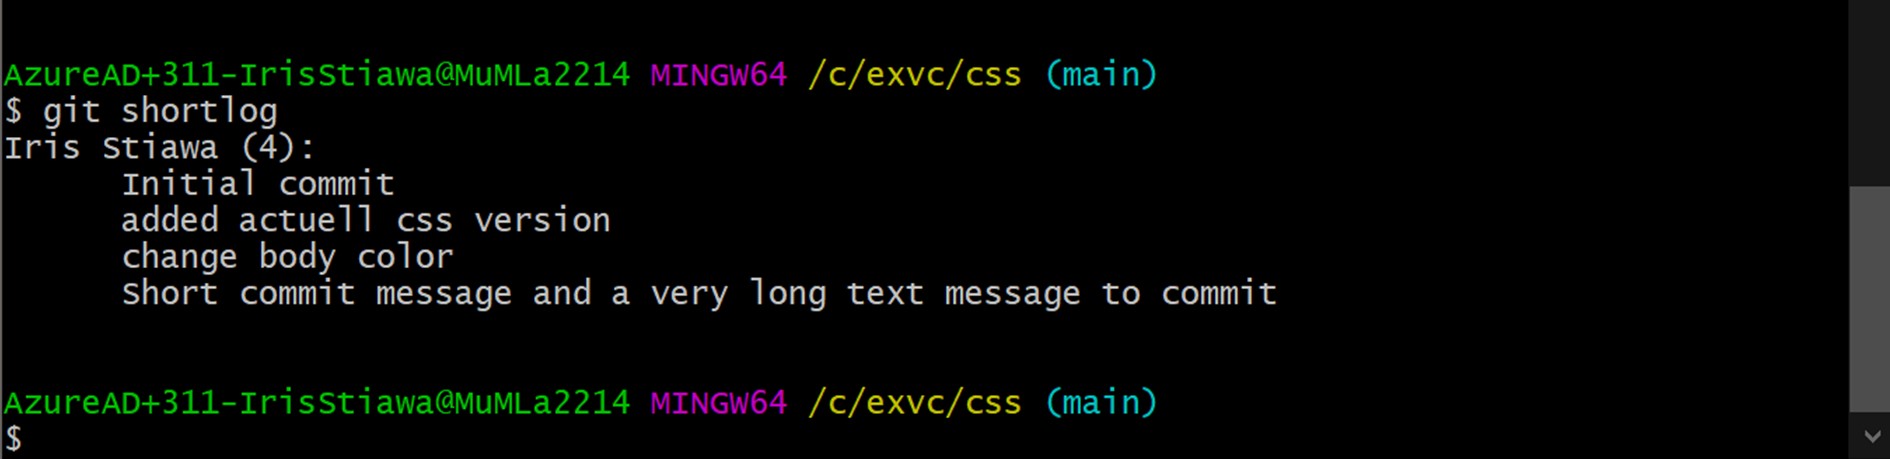 AzureAD+311-IrisStiawa@MuMLa2214 MINGW64 /c/exvc/css (main)
$ git shortlog
Iris Stiawa (4):
      Initial commit
      added actuell css version
      change body color
      Short commit message and a very long text message to commit
AzureAD+311-IrisStiawa@MuMLa2214 MINGW64 /c/exvc/css (main)
$